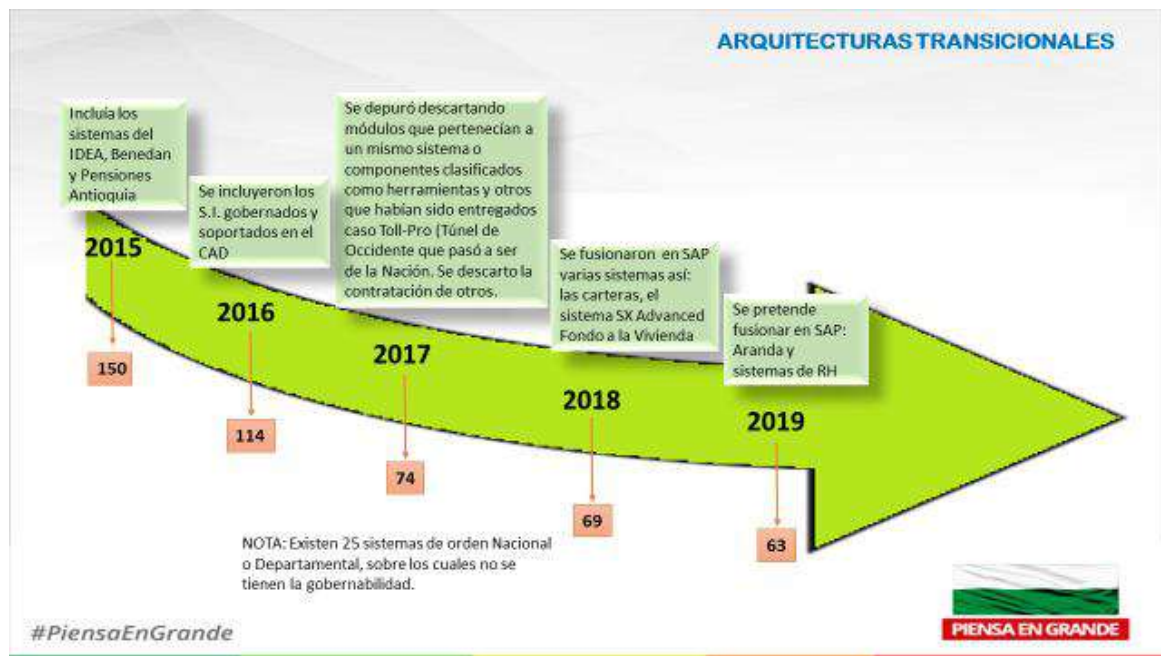 ARQUITECTURAS TRANSICIONALES
Incluía los
sistemas del
IDEA, Benedan
y Pensiones
Antioquia
Se incluyeron los
S.I. gobernados y
soportados en el
CAD
Se depuró descartando
módulos que pertenecían a
un mismo sistema o
componentes clasificados
como herramientas y otros
que habían sido entregados
caso Toll-Pro (Túnel de
Occidente que pasó a ser
de la Nación. Se descarto la
contratación de otros.
Se fusionaron en SAP
varias sistemas así:
las carteras, el
sistema SX Advanced
Fondo a la Vivienda
Se pretende
fusionar en SAP:
Aranda y
sistemas de RH
2015
2016
2017
2018
2019
150
114
74
69
63
NOTA: Existen 25 sistemas de orden Nacional
o Departamental, sobre los cuales no se
tienen la gobernabilidad.
#PiensaEnGrande
PIENSA EN GRANDE